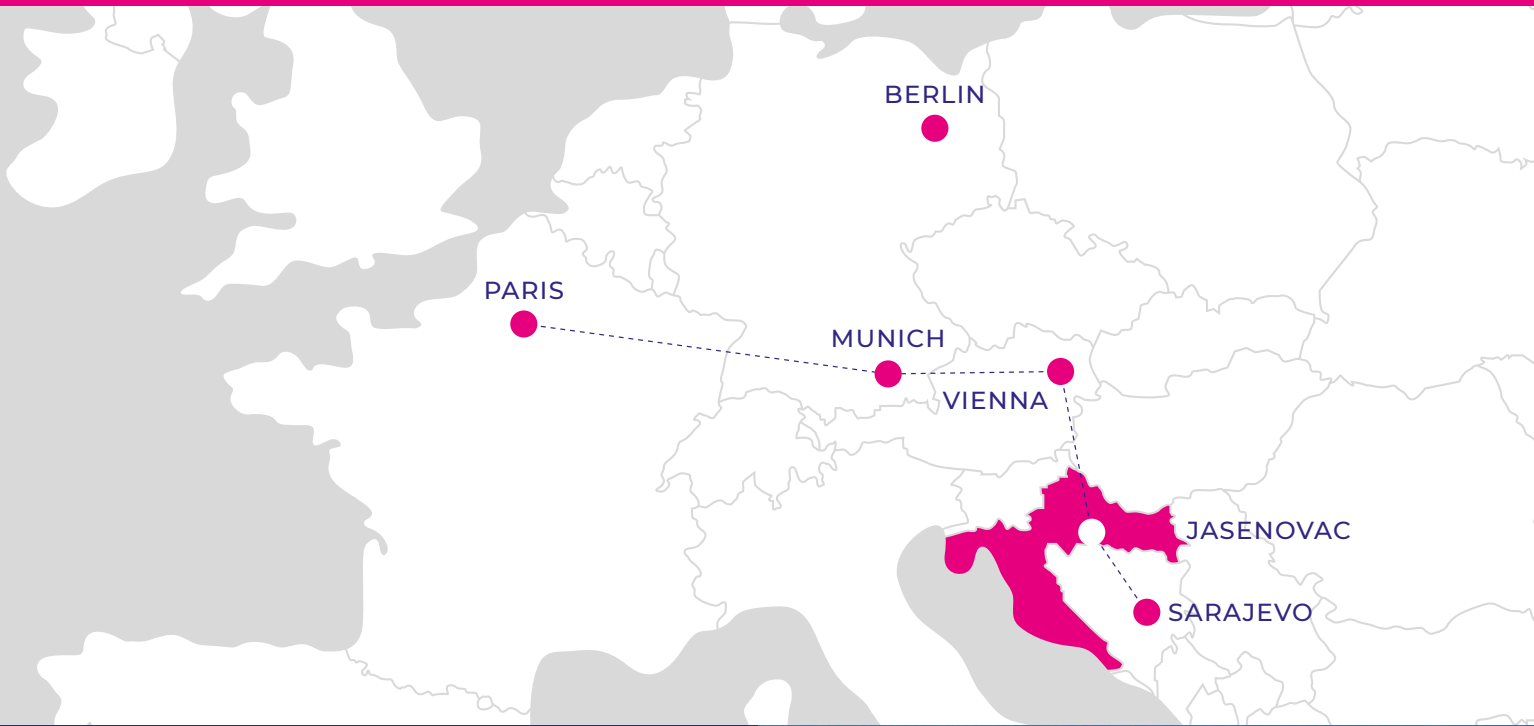 BERLIN
PARIS
MUNICH
VIENNA
JASENOVAC
SARAJEVO